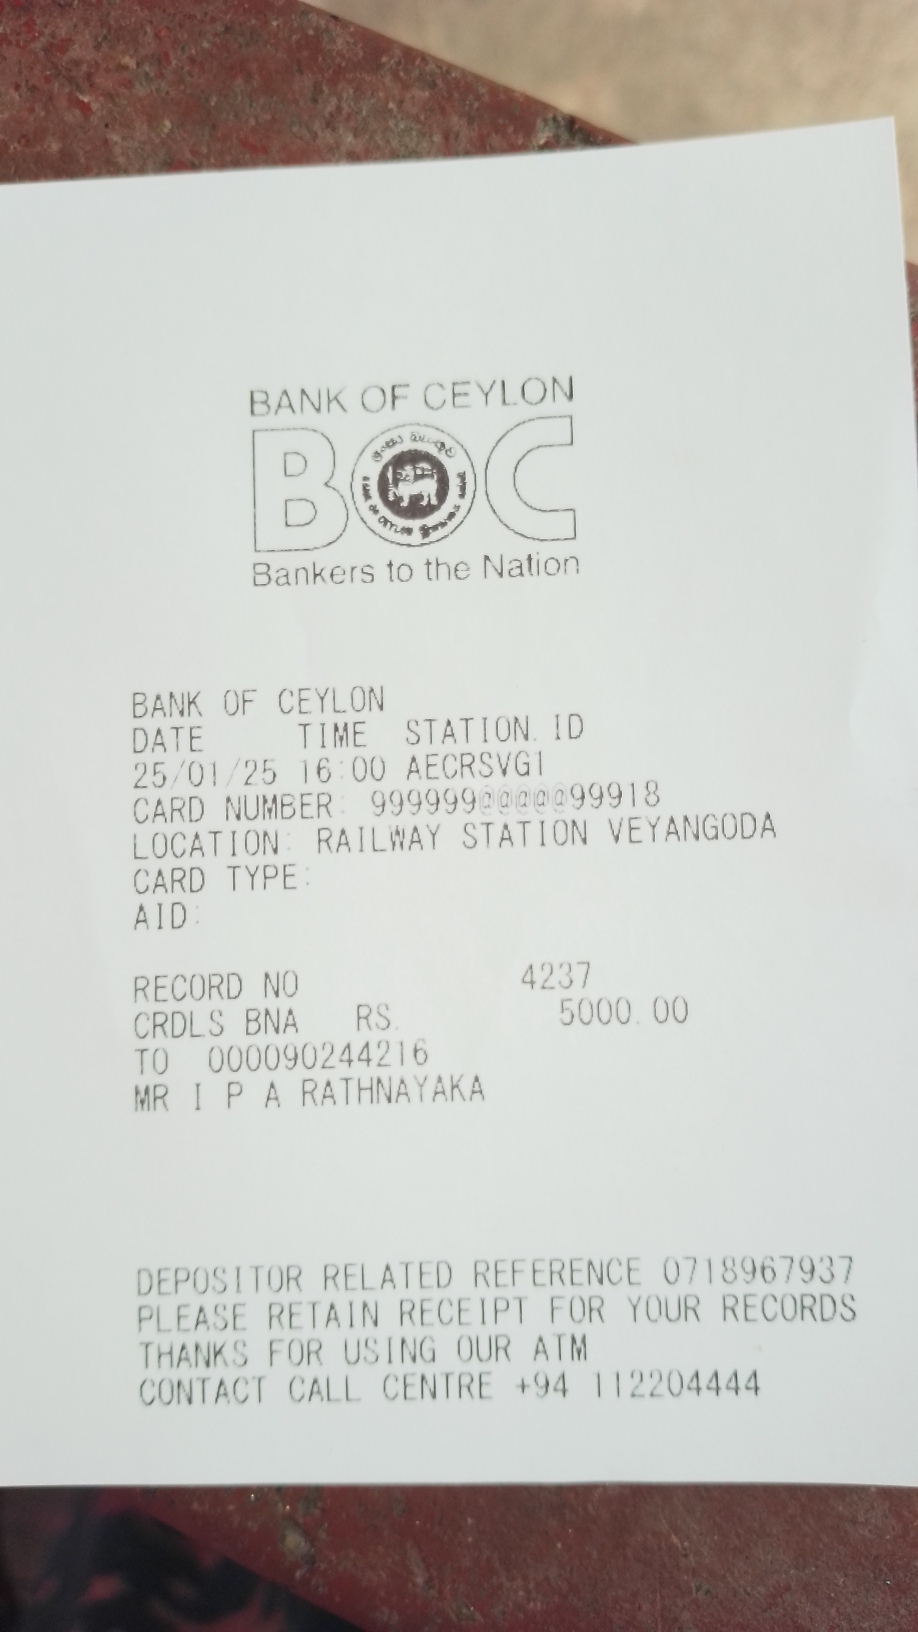 BANK OF CEYLON
BOC
BANK OF CEYLON
Bankers to the Nation
BANK OF CEYLON
DATE TIME STATION ID
25/01/25 16:00 AECRSVG1
CARD NUMBER: 999999@@@@@99918
LOCATION: RAILWAY STATION VEYANGODA
CARD TYPE:
AID:
RECORD NO 4237
CRDLS BNA RS. 5000.00
TO 000090244216
MR I P A RATHNAYAKA
DEPOSITOR RELATED REFERENCE 0718967937
PLEASE RETAIN RECEIPT FOR YOUR RECORDS
THANKS FOR USING OUR ATM
CONTACT CALL CENTRE +94 112204444